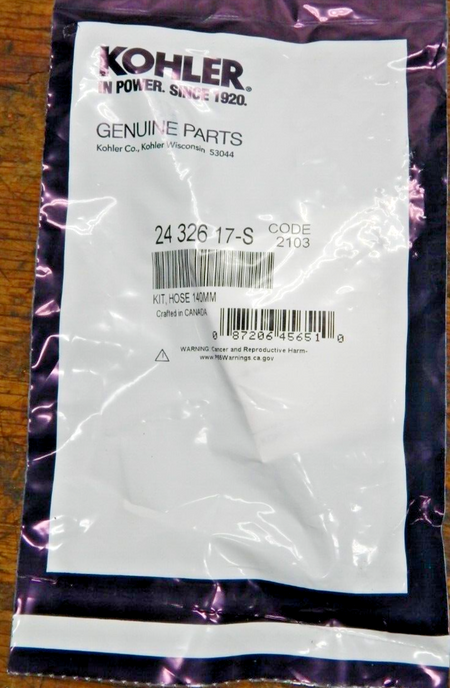 KOHLER®
IN POWER. SINCE 1920.
GENUINE PARTS
Kohler Co., Kohler Wisconsin 53044
24 326 17-S CODE 2103
KIT, HOSE 140MM
Crafted in CANADA
0 87206 45651 0
WARNING: Cancer and Reproductive Harm-
www.P65Warnings.ca.gov